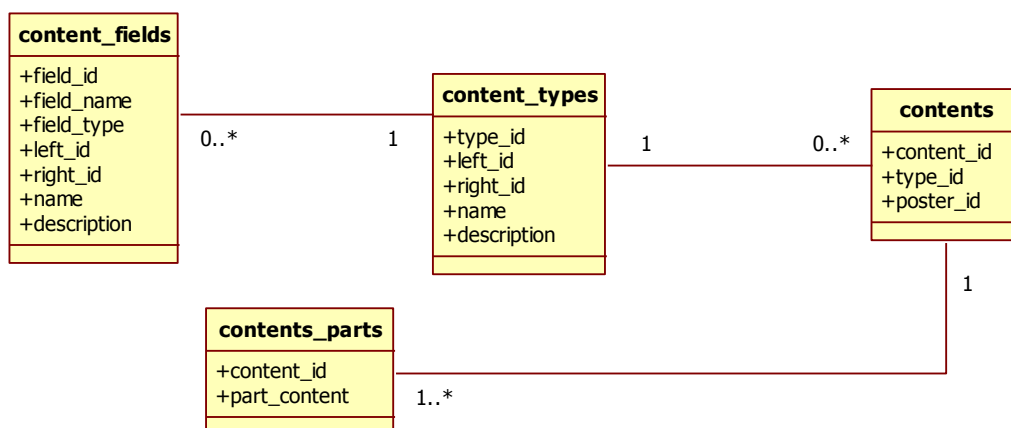 content_fields
+field_id
+field_name
+field_type
+left_id
+right_id
+name
+description
0..*
1
content_types
+type_id
+left_id
+right_id
+name
+description
1
0..*
contents
+content_id
+type_id
+poster_id
1
contents_parts
+content_id
+part_content
1..*